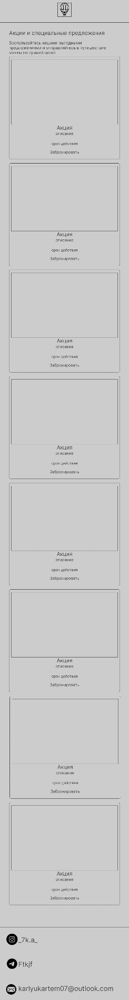 Акции и специальные предложения
Воспользуйтесь нашими выгодными
предложениями и отправляйтесь в путешествие
мечты по лучшей цене!
Акция
описание
срок действия
Забронировать
Акция
описание
срок действия
Забронировать
Акция
описание
срок действия
Забронировать
Акция
описание
срок действия
Забронировать
Акция
описание
срок действия
Забронировать
Акция
описание
срок действия
Забронировать
Акция
описание
срок действия
Забронировать
Акция
описание
срок действия
Забронировать
_7k.a_
Ftkjf
karlyukartem07@outlook.com